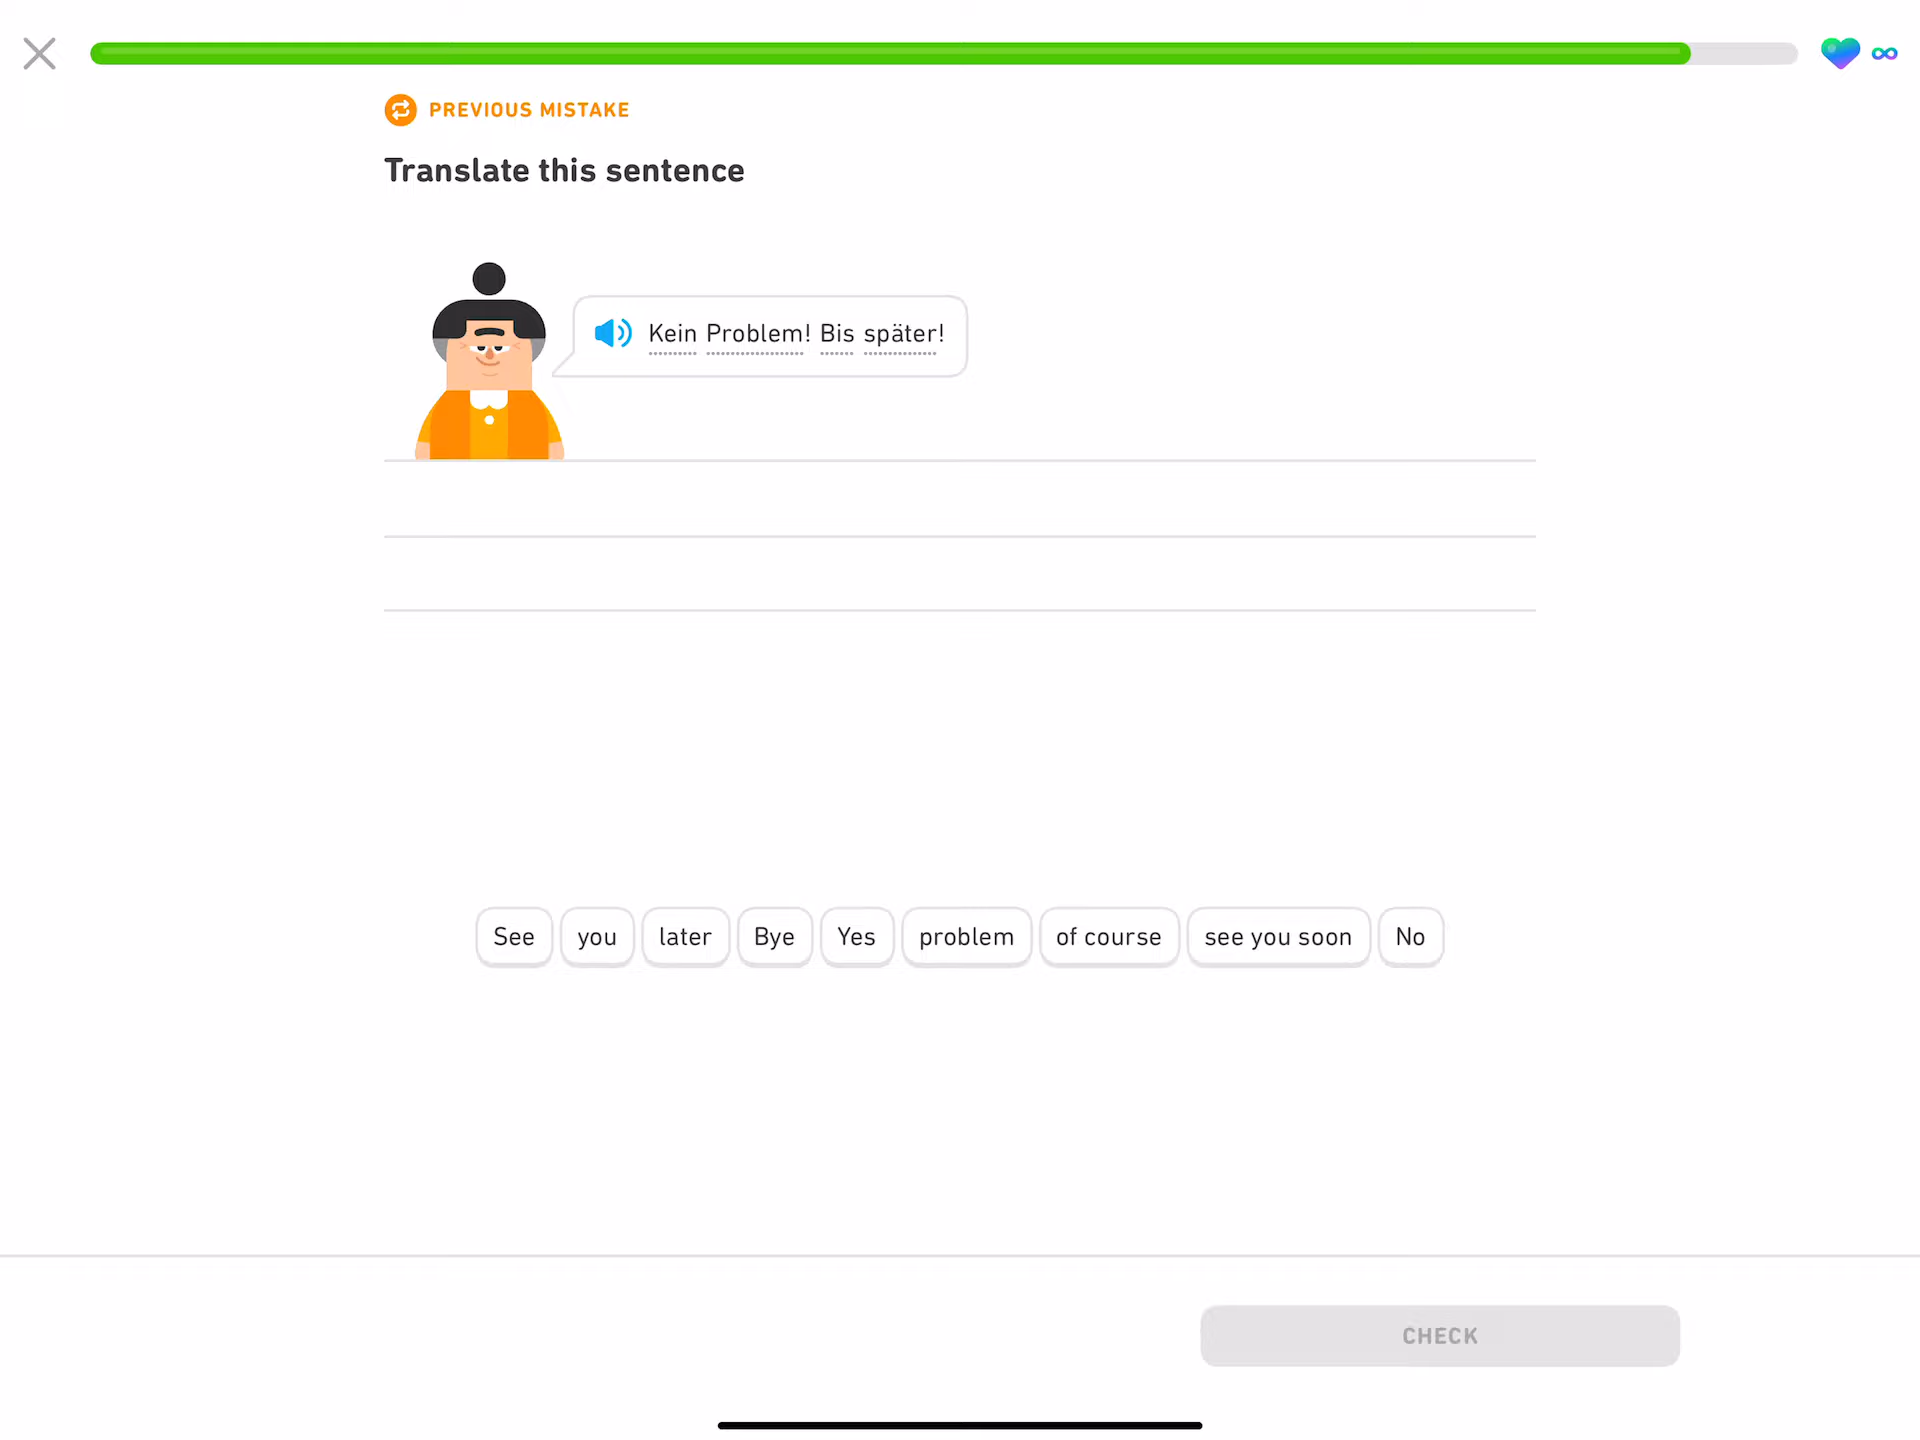 PREVIOUS MISTAKE
Translate this sentence
Kein Problem! Bis später!
See you later Bye Yes problem of course see you soon No
CHECK